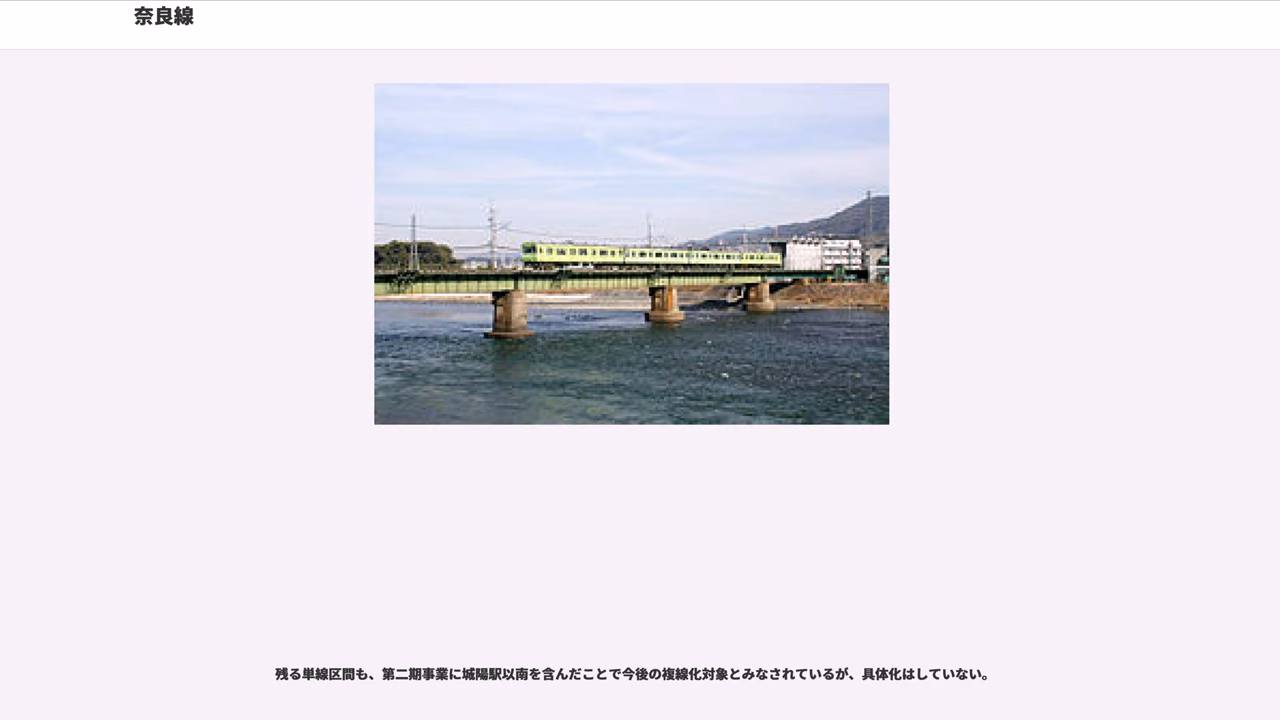 奈良線
残る単線区間も、第二期事業に城陽駅以南を含んだことで今後の複線化対象とみなされているが、具体化はしていない。